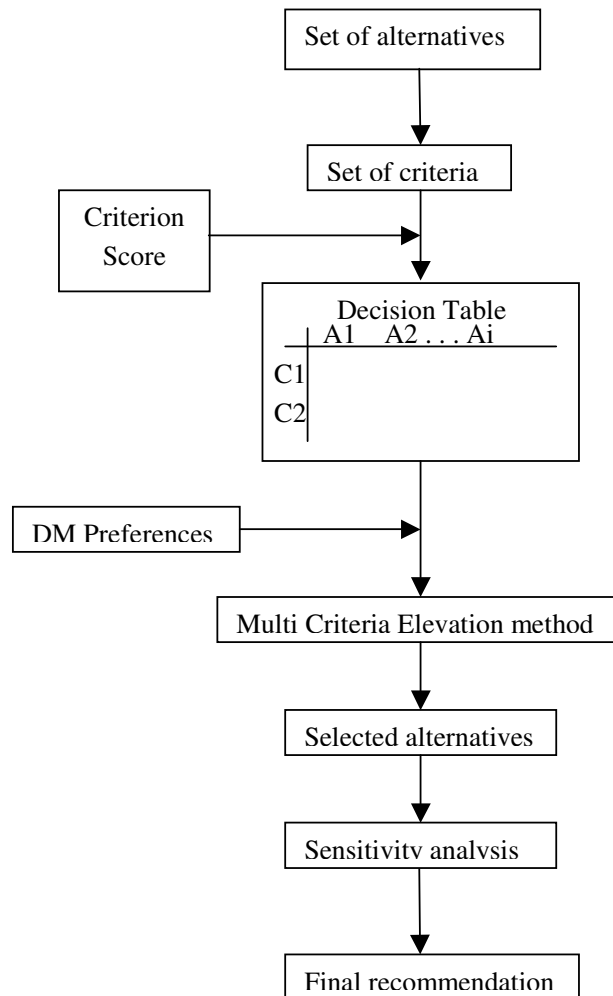 Set of alternatives
Set of criteria
Criterion
Score
Decision Table
A1 A2 . . . Ai
C1
C2
DM Preferences
Multi Criteria Elevation method
Selected alternatives
Sensitivity analysis
Final recommendation